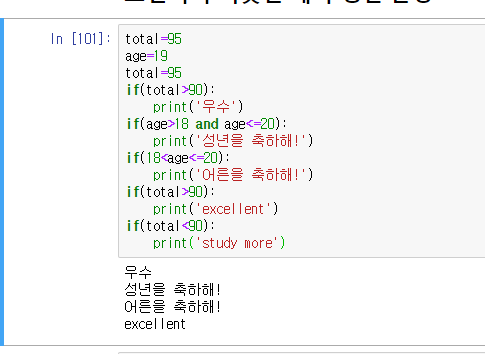 In [101]:
total=95
age=19
total=95
if(total>90):
print('우수')
if(age>18 and age<=20):
print('성년을 축하해!')
if(18<age<=20):
print('어른을 축하해!')
if(total>90):
print('excellent')
if(total<90):
print('study more')
우수
성년을 축하해!
어른을 축하해!
excellent